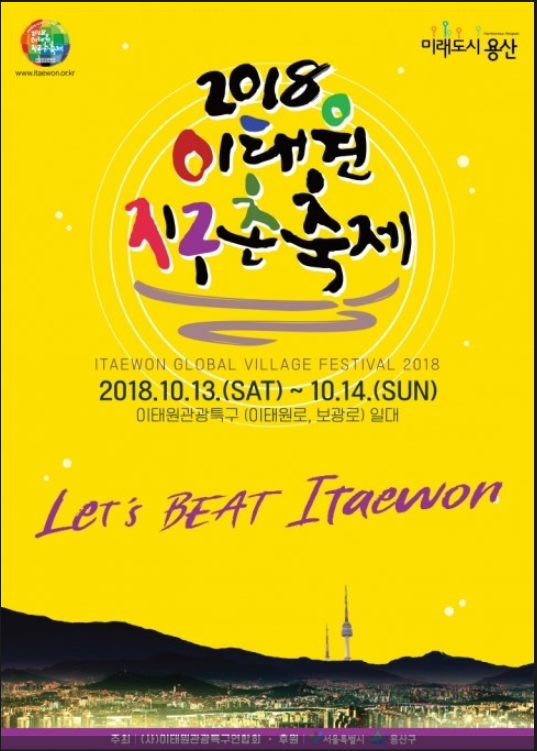 www.itaewon.or.kr
미래도시 용산
2018
이태원
지구촌축제
ITAEWON GLOBAL VILLAGE FESTIVAL 2018
2018.10.13.(SAT) ~ 10.14.(SUN)
이태원관광특구 (이태원로, 보광로) 일대
Let's BEAT Itaewon
주최 | (사)이태원관광특구연합회 · 후원 | 서울특별시 용산구